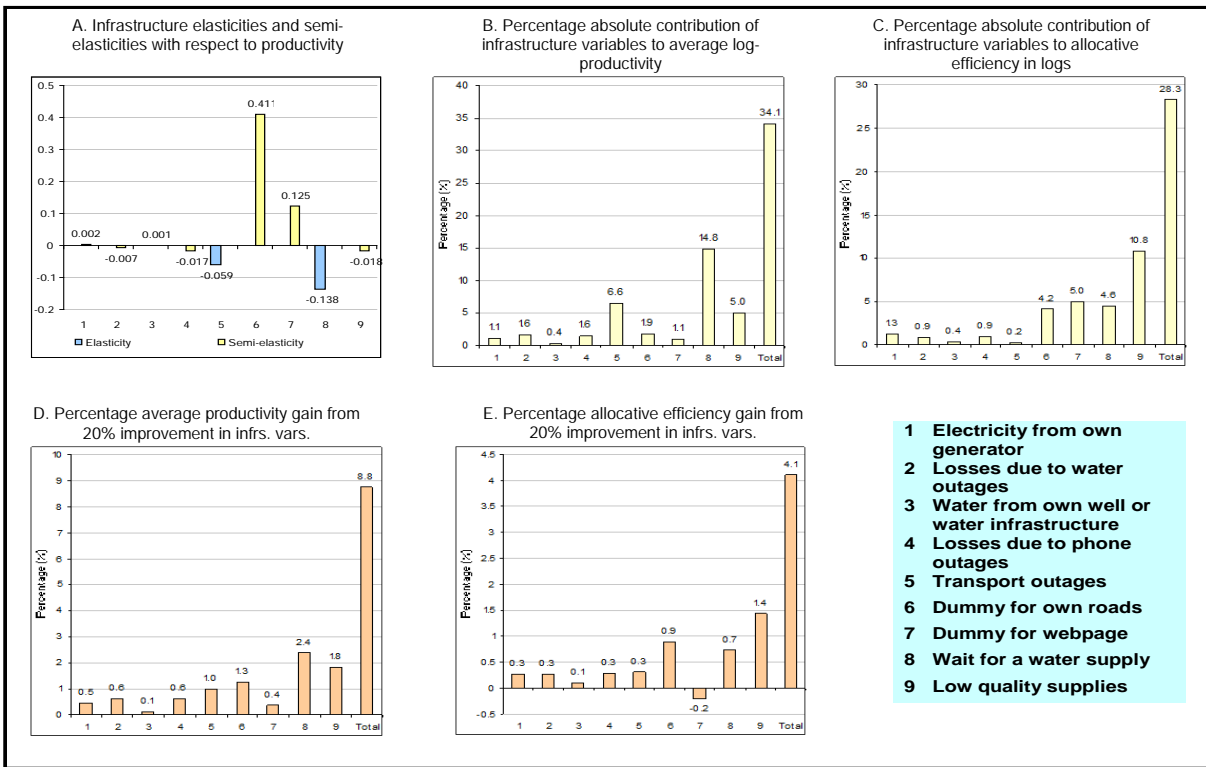 A. Infrastructure elasticities and semi-
elasticities with respect to productivity
0.5
0.4
0.3
0.2
0.1
0
-0.1
-0.2
0.002
-0.007
0.001
-0.017
-0.059
0.411
0.125
-0.138
-0.018
1 2 3 4 5 6 7 8 9
Elasticity Semi-elasticity
B. Percentage absolute contribution of
infrastructure variables to average log-
productivity
Percentage (%)
40
35
30
25
20
15
10
5
0
1.1 1.6 0.4 1.6 6.6 1.9 1.1 14.8 5.0 34.1
1 2 3 4 5 6 7 8 9 Total
C. Percentage absolute contribution of
infrastructure variables to allocative
efficiency in logs
Percentage (%)
30
25
20
15
10
5
0
1.3 0.9 0.4 0.9 0.2 4.2 5.0 4.6 10.8 28.3
1 2 3 4 5 6 7 8 9 Total
D. Percentage average productivity gain from
20% improvement in infrs. vars.
Percentage (%)
10
9
8
7
6
5
4
3
2
1
0
0.5 0.6 0.1 0.6 1.0 1.3 0.4 2.4 1.8 8.8
1 2 3 4 5 6 7 8 9 Total
E. Percentage allocative efficiency gain from
20% improvement in infrs. vars.
Percentage (%)
4.5
4
3.5
3
2.5
2
1.5
1
0.5
0
-0.5
0.3 0.3 0.1 0.3 0.3 0.9 -0.2 0.7 1.4 4.1
1 2 3 4 5 6 7 8 9 Total
1 Electricity from own
generator
2 Losses due to water
outages
3 Water from own well or
water infrastructure
4 Losses due to phone
outages
5 Transport outages
6 Dummy for own roads
7 Dummy for webpage
8 Wait for a water supply
9 Low quality supplies